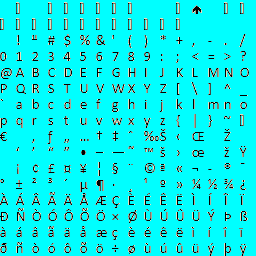 ▯ ▯ ▯ ▯ ▯ ▯ ▯ ▯ ↑ ▯ ▯
▯ ▯ ▯ ▯ ▯ ▯ ▯ ▯ ▯ ▯ ▯ ▯
! " # $ % & ' ( ) * + , - . /
0 1 2 3 4 5 6 7 8 9 : ; < = > ?
@ A B C D E F G H I J K L M N O
P Q R S T U V W X Y Z [ \ ] ^ _
` a b c d e f g h i j k l m n o
p q r s t u v w x y z { | } ~ ▯
€ ‚ ƒ „ … † ‡ ˆ ‰ Š ‹ Œ Ž
‘ ’ “ ” • – — ˜ ™ š › œ ž Ÿ
¡ ¢ £ ¤ ¥ ¦ § ¨ © ª « ¬ - ® ¯
° ± ² ³ ´ µ ¶ · ¸ ¹ º » ¼ ½ ¾ ¿
À Á Â Ã Ä Å Æ Ç È É Ê Ë Ì Í Î Ï
Ð Ñ Ò Ó Ô Õ Ö × Ø Ù Ú Û Ü Ý Þ ß
à á â ã ä å æ ç è é ê ë ì í î ï
ð ñ ò ó ô õ ö ÷ ø ù ú û ü ý þ ÿ